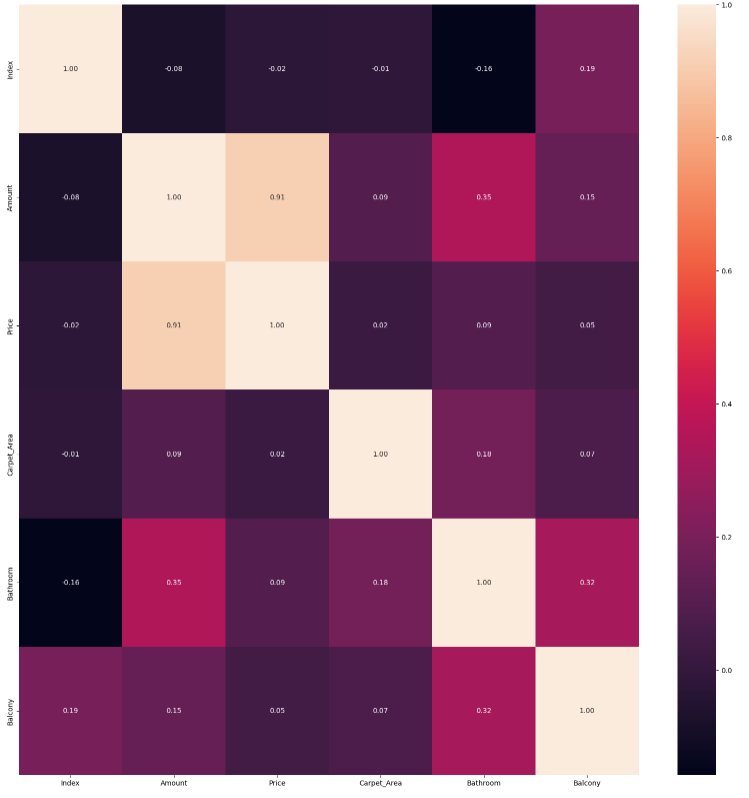 1.0
Index 1.00 -0.08 -0.02 -0.01 -0.16 0.19
0.8
Amount -0.08 1.00 0.91 0.09 0.35 0.15
0.6
Price -0.02 0.91 1.00 0.02 0.09 0.05
0.4
Carpet_Area -0.01 0.09 0.02 1.00 0.18 0.07
0.2
Bathroom -0.16 0.35 0.09 0.18 1.00 0.32
0.0
Balcony 0.19 0.15 0.05 0.07 0.32 1.00
Index Amount Price Carpet_Area Bathroom Balcony